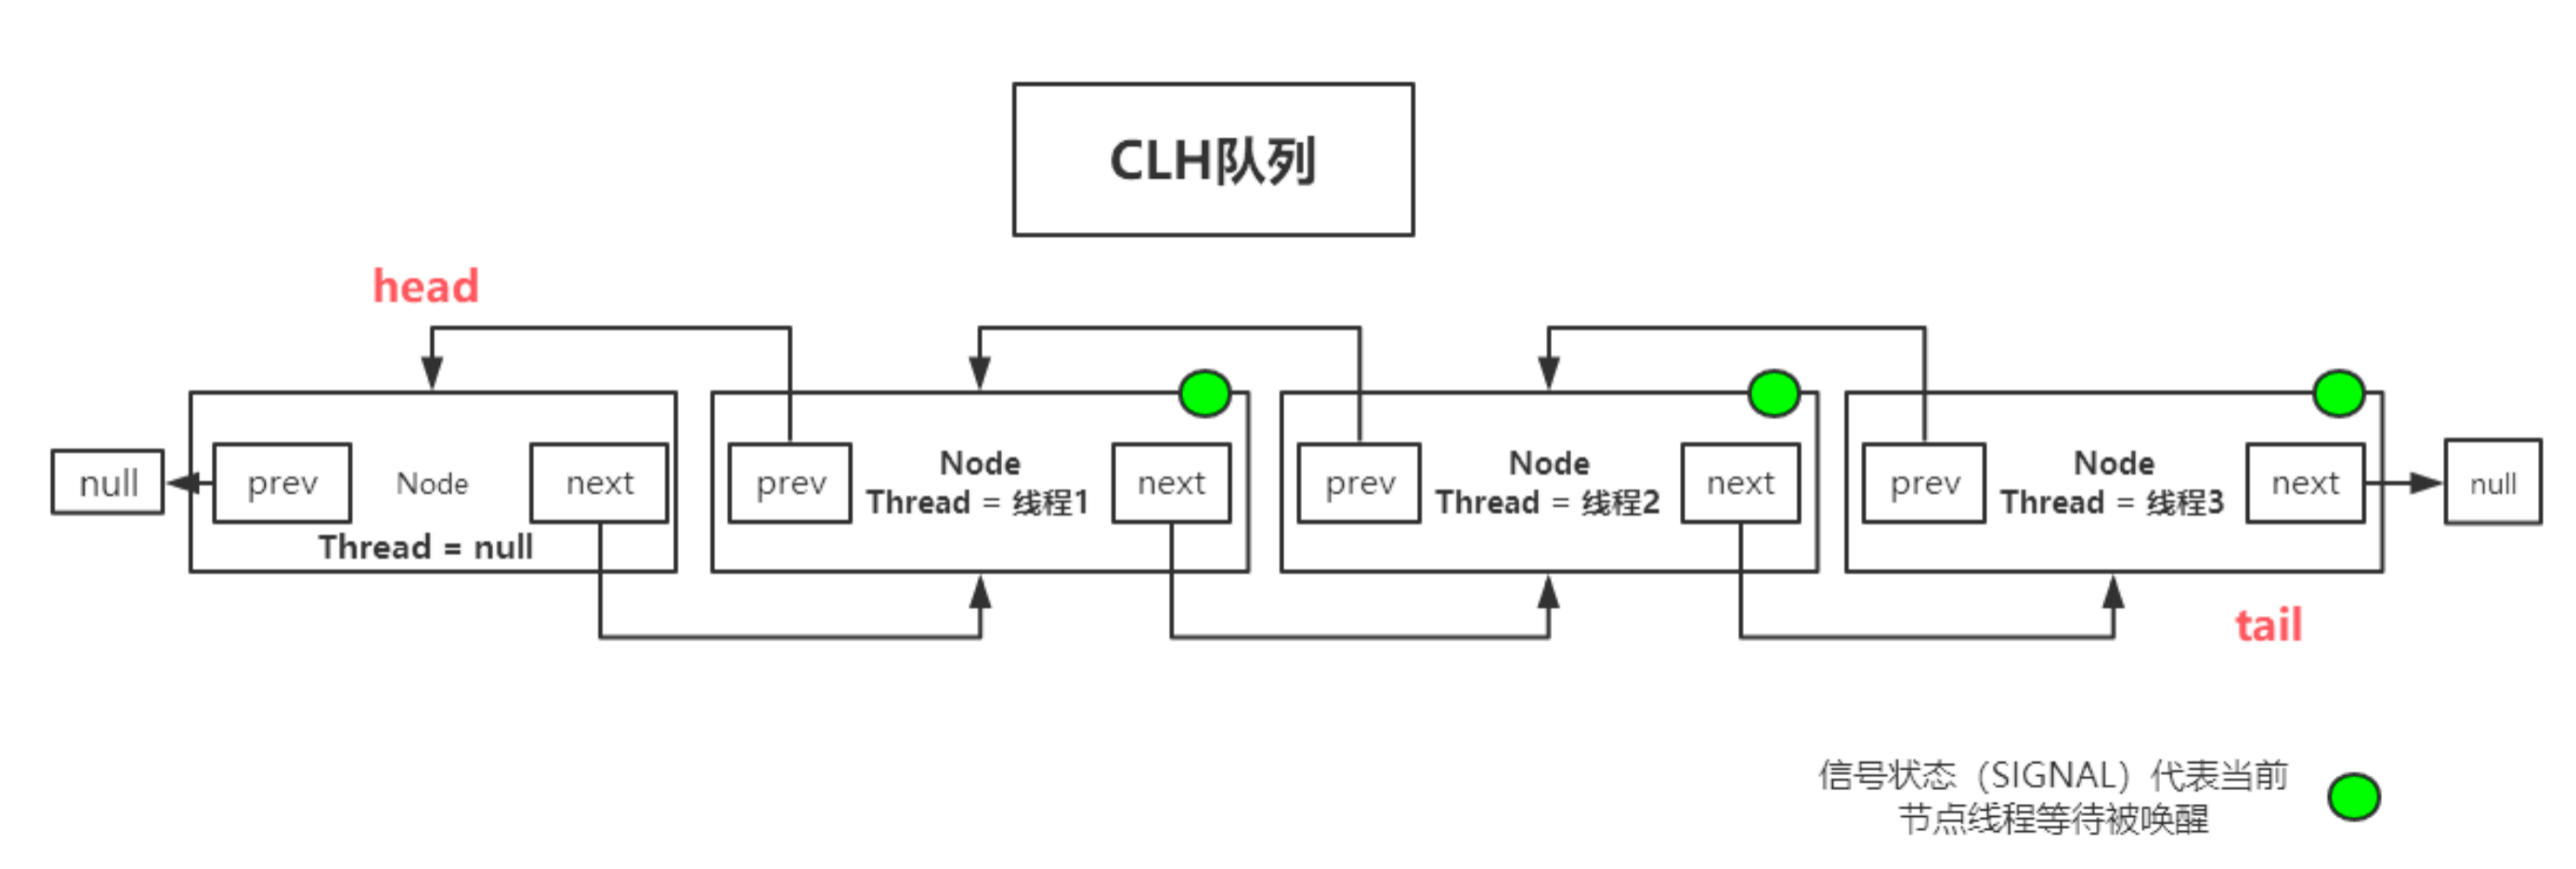 CLH队列
head
null
prev
Node
next
Thread = null
prev
Node
Thread = 线程1
next
prev
Node
Thread = 线程2
next
prev
Node
Thread = 线程3
next
null
tail
信号状态（SIGNAL）代表当前
节点线程等待被唤醒